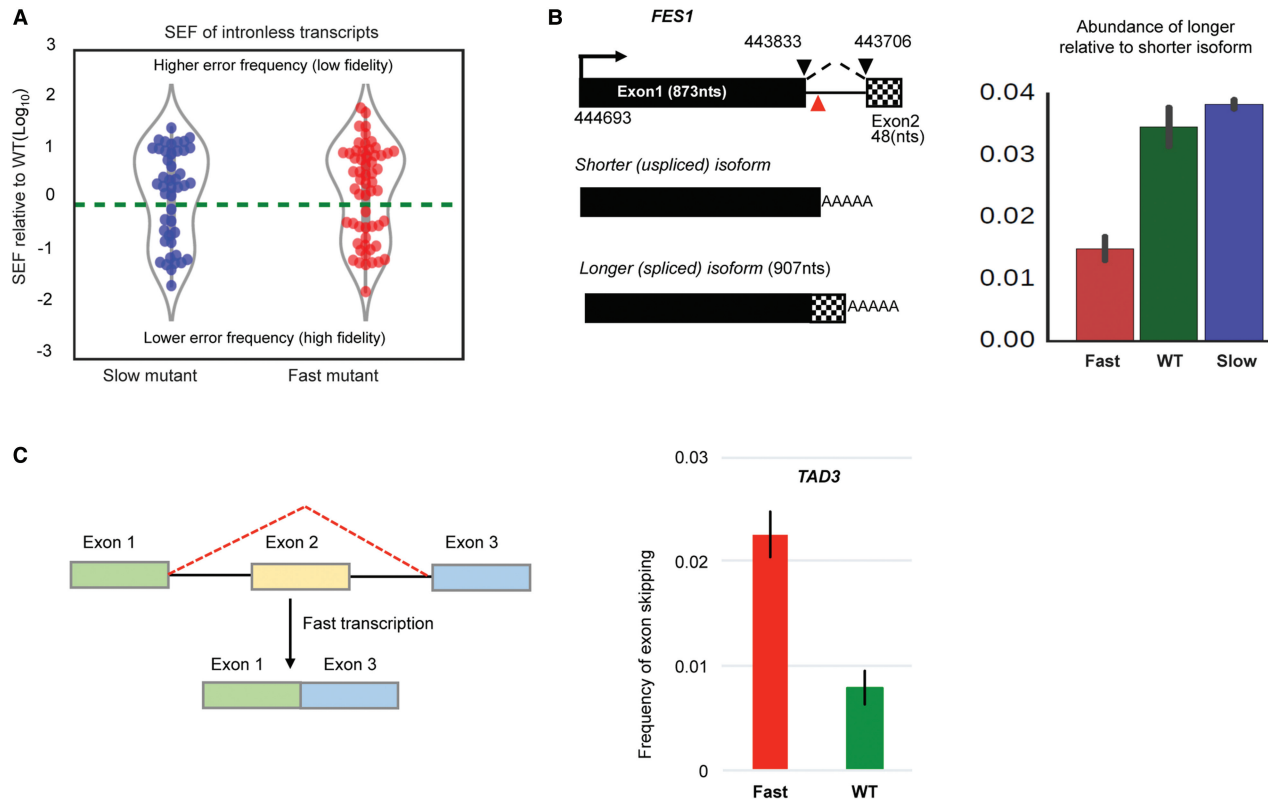 A
SEF of intronless transcripts
3
2
1
0
-1
-2
-3
SEF relative to WT(Log10)
Higher error frequency (low fidelity)
Lower error frequency (high fidelity)
Slow mutant
Fast mutant
B
FES1
443833
443706
Exon1 (873nts)
444693
Exon2
48(nts)
Shorter (uspliced) isoform
AAAAA
Longer (spliced) isoform (907nts)
AAAAA
Abundance of longer
relative to shorter isoform
0.04
0.03
0.02
0.01
0.00
Fast
WT
Slow
C
Exon 1
Exon 2
Exon 3
Fast transcription
Exon 1
Exon 3
TAD3
0.03
0.02
0.01
0
Frequency of exon skipping
Fast
WT